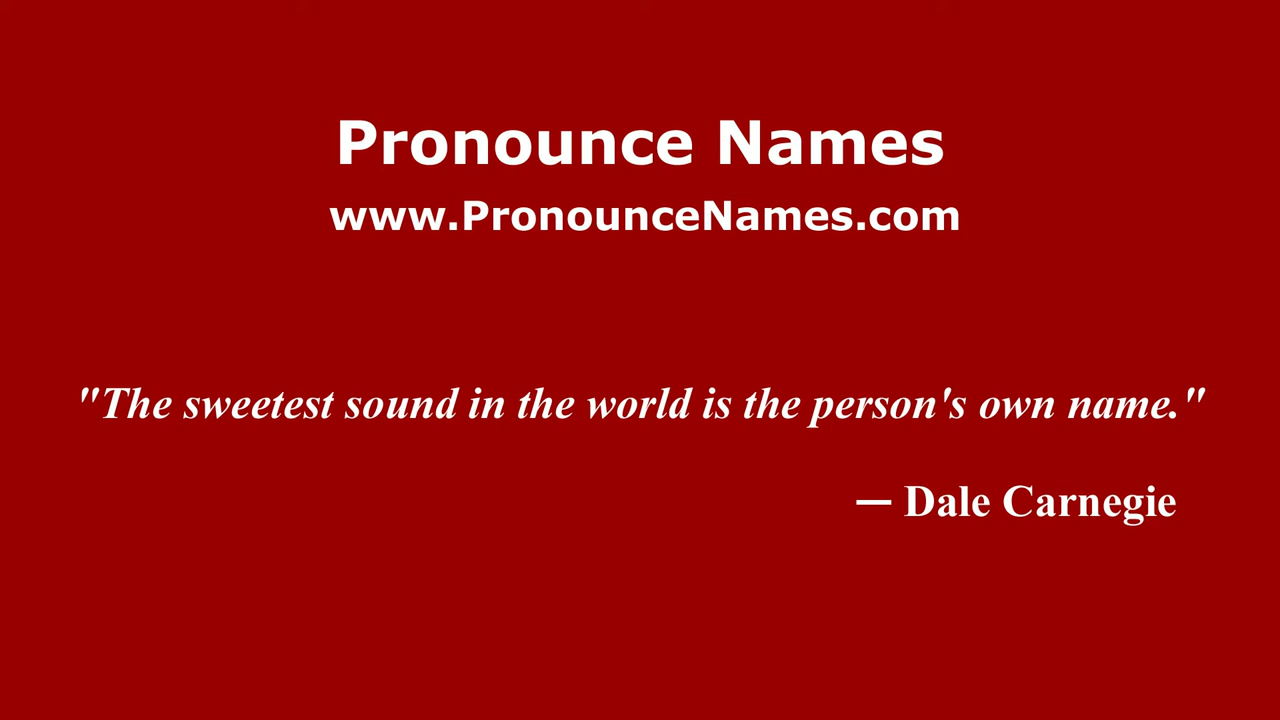 Pronounce Names
www.PronounceNames.com
"The sweetest sound in the world is the person's own name."
— Dale Carnegie